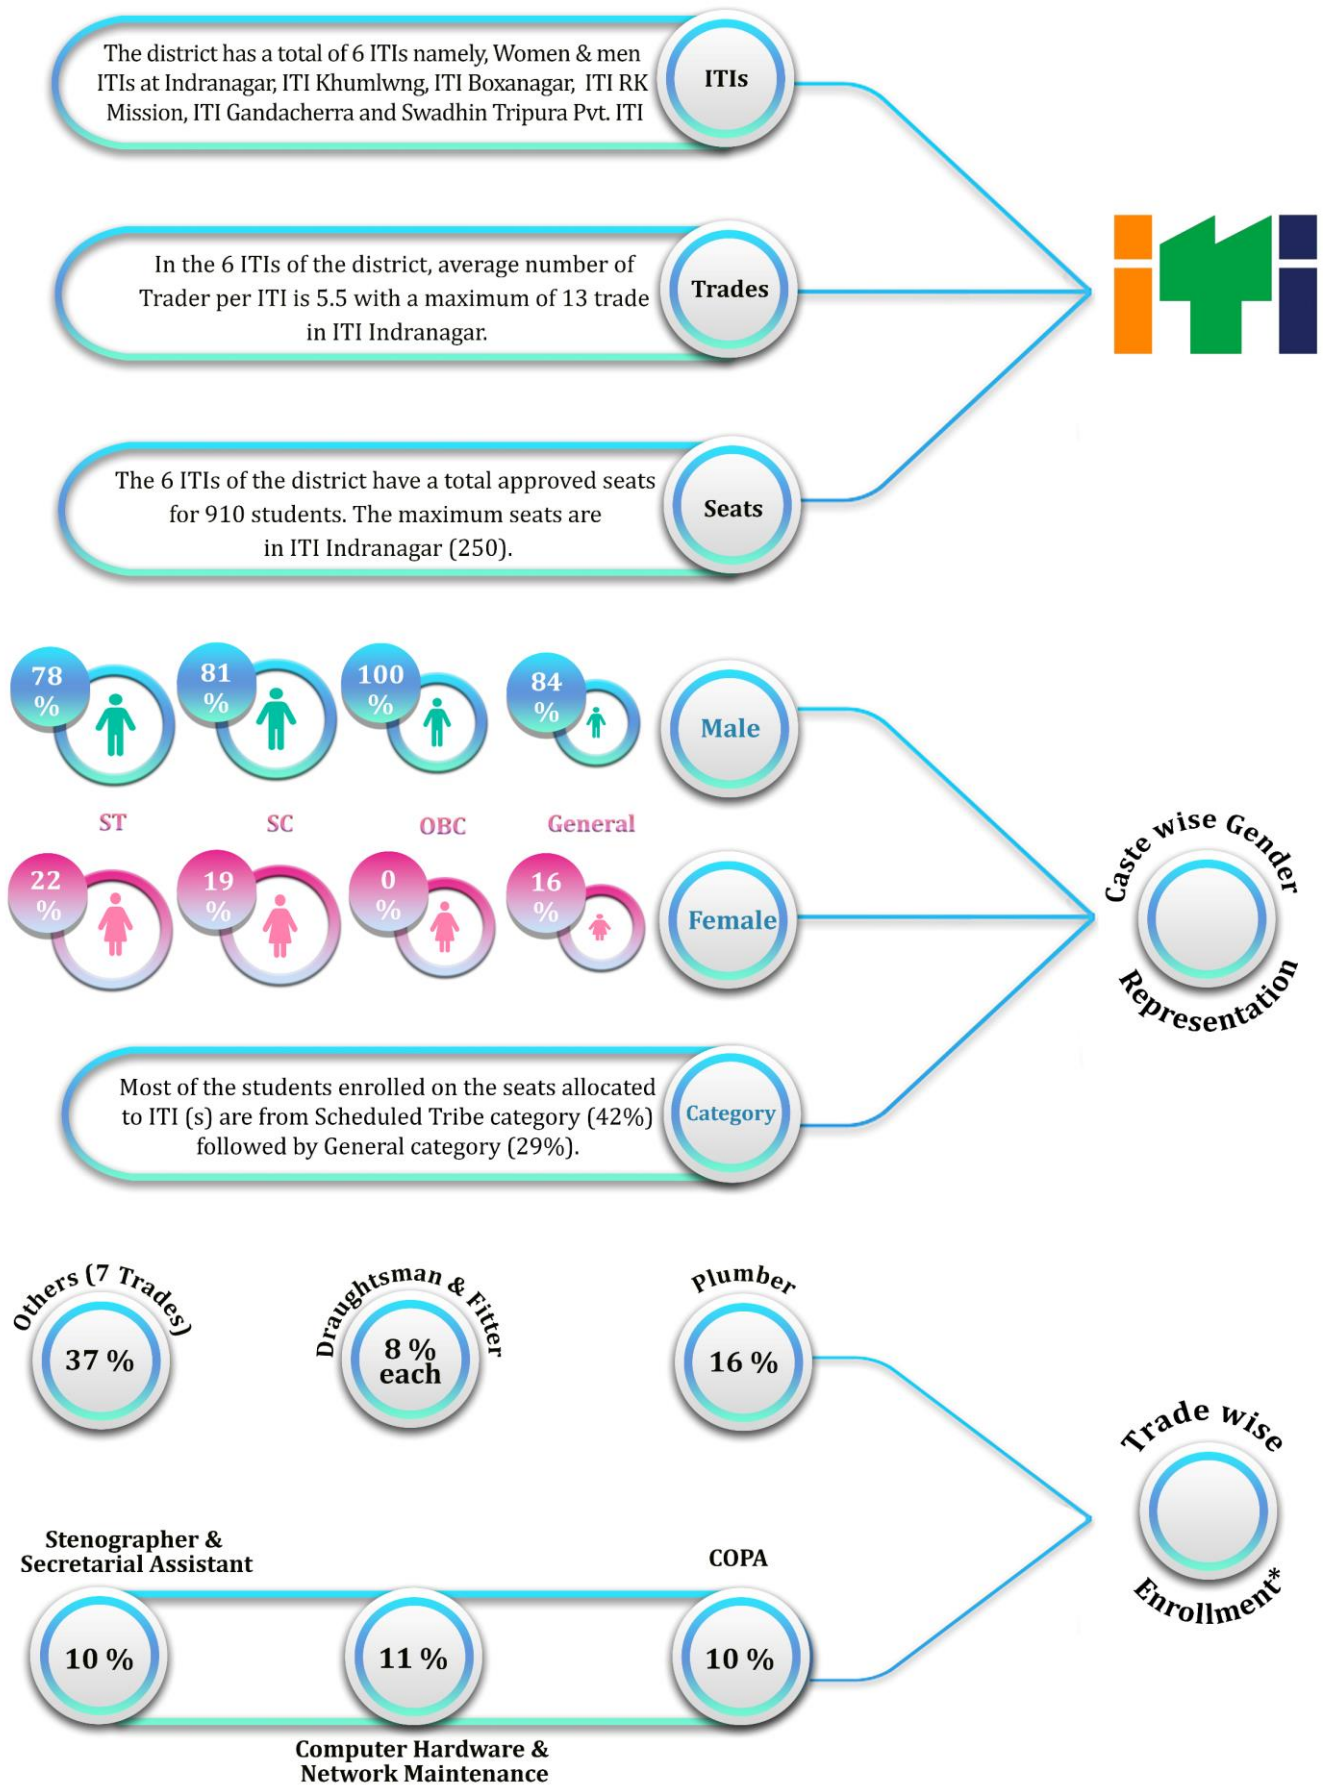 The district has a total of 6 ITIs namely, Women & men
ITIs at Indranagar, ITI Khumlwng, ITI Boxanagar, ITI RK
Mission, ITI Gandacherra and Swadhin Tripura Pvt. ITI
ITIs
In the 6 ITIs of the district, average number of
Trader per ITI is 5.5 with a maximum of 13 trade
in ITI Indranagar.
Trades
iTi
The 6 ITIs of the district have a total approved seats
for 910 students. The maximum seats are
in ITI Indranagar (250).
Seats
78
%
81
%
100
%
84
%
Male
ST
SC
OBC
General
22
%
19
%
0
%
16
%
Female
Caste wise Gender
Representation
Most of the students enrolled on the seats allocated
to ITI (s) are from Scheduled Tribe category (42%)
followed by General category (29%).
Category
Others (7 Trades)
37 %
Draughtsman & Fitter
8 %
each
Plumber
16 %
Trade wise
Enrollment*
Stenographer &
Secretarial Assistant
10 %
11 %
Computer Hardware &
Network Maintenance
COPA
10 %